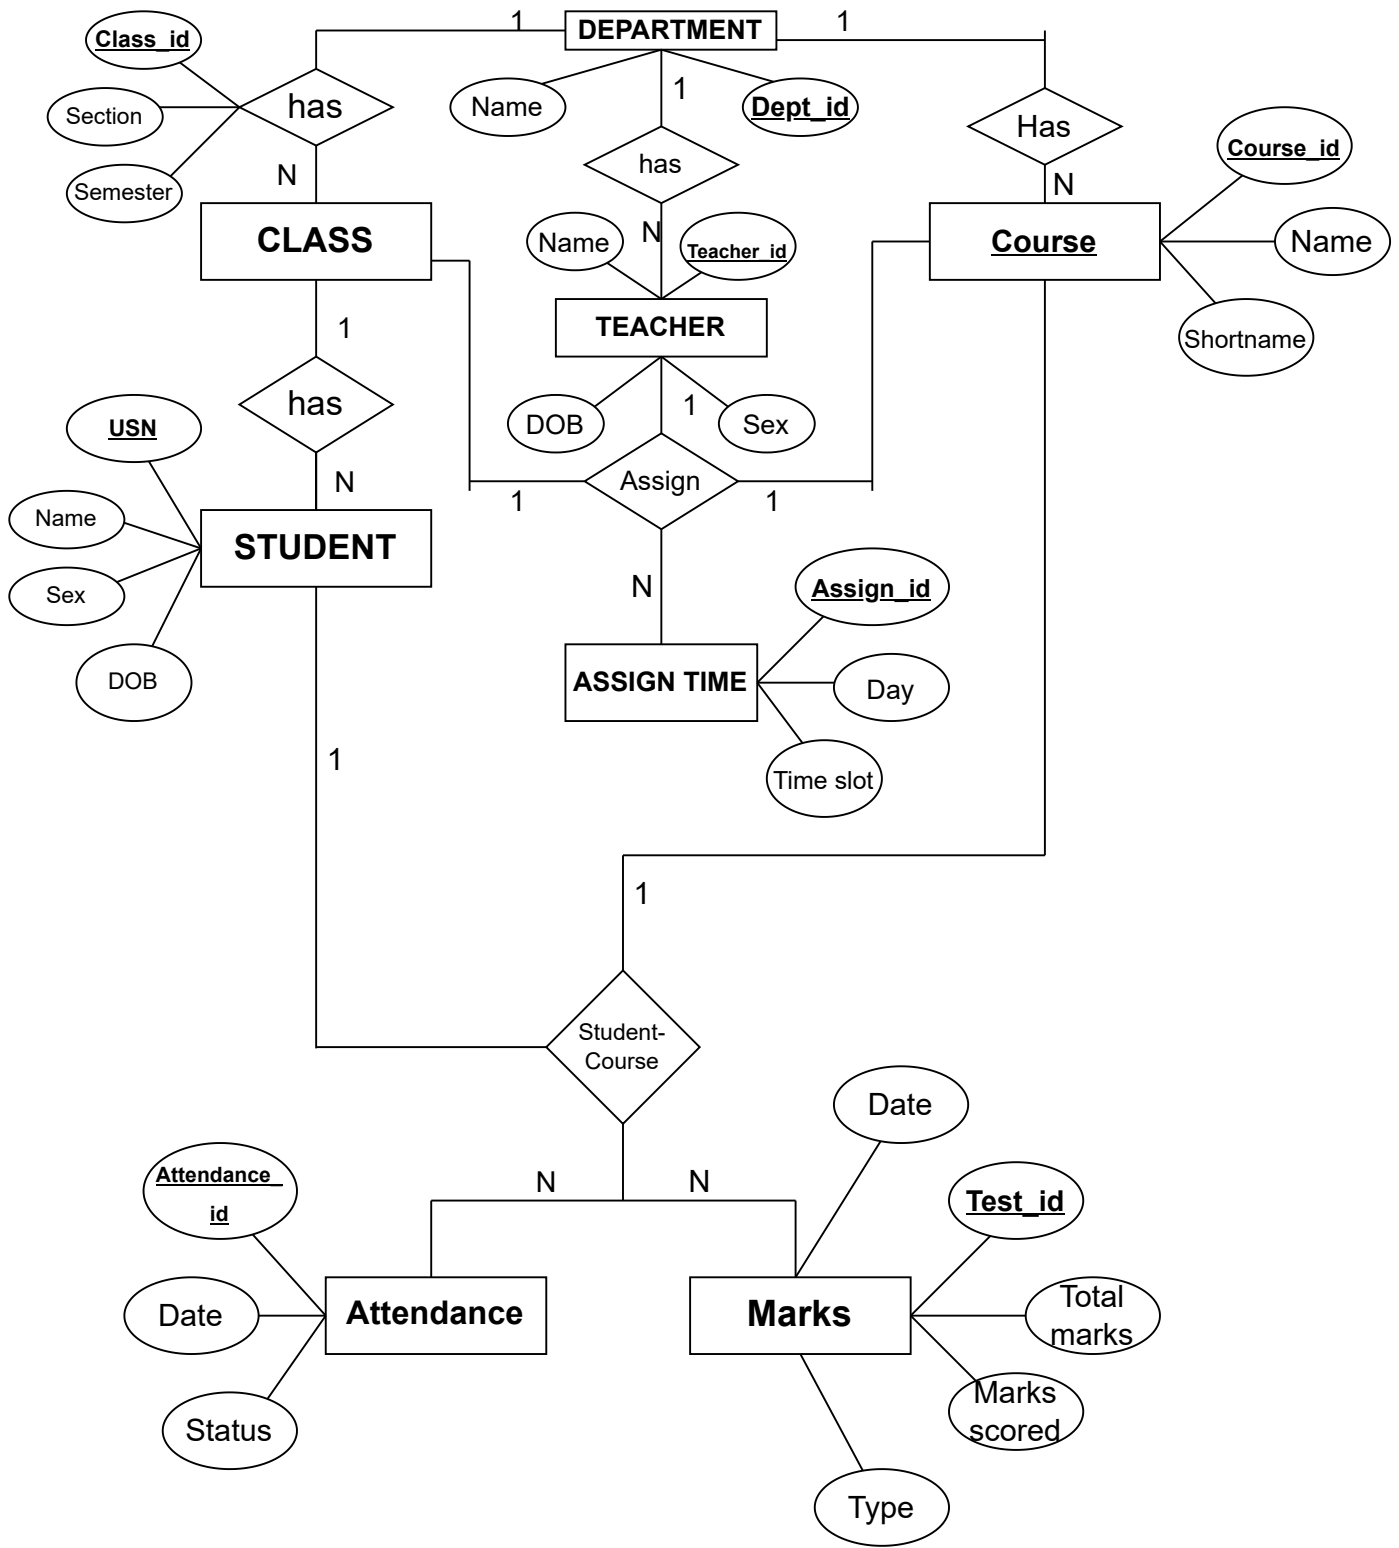 1
DEPARTMENT
1
Class_id
has
Section
Semester
N
Name
1
Dept_id
has
N
Has
N
Course_id
Name
Shortname
CLASS
Name
Teacher_id
TEACHER
Course
1
has
N
DOB
1
Sex
Assign
1
1
N
USN
Name
Sex
DOB
STUDENT
Assign_id
ASSIGN TIME
Day
Time slot
1
1
Student-
Course
N
N
Date
Attendance_
id
Date
Status
Attendance
Marks
Test_id
Total
marks
Marks
scored
Type